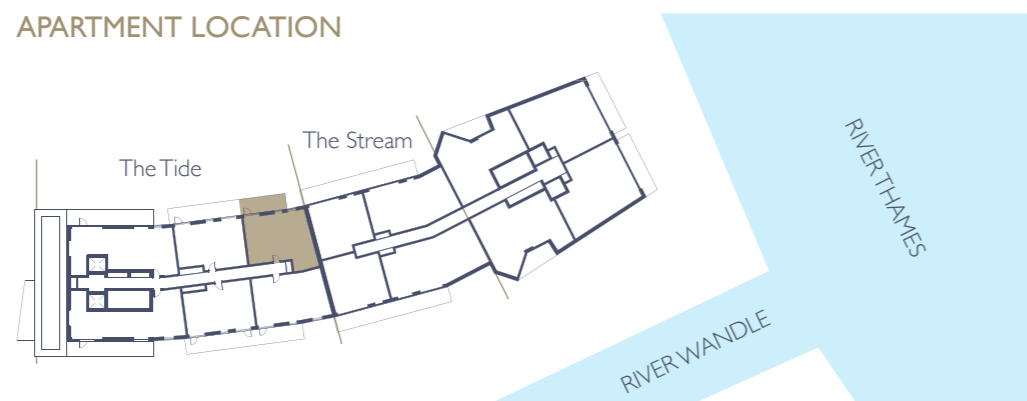 APARTMENT LOCATION
The Tide
The Stream
RIVER THAMES
RIVER WANDLE